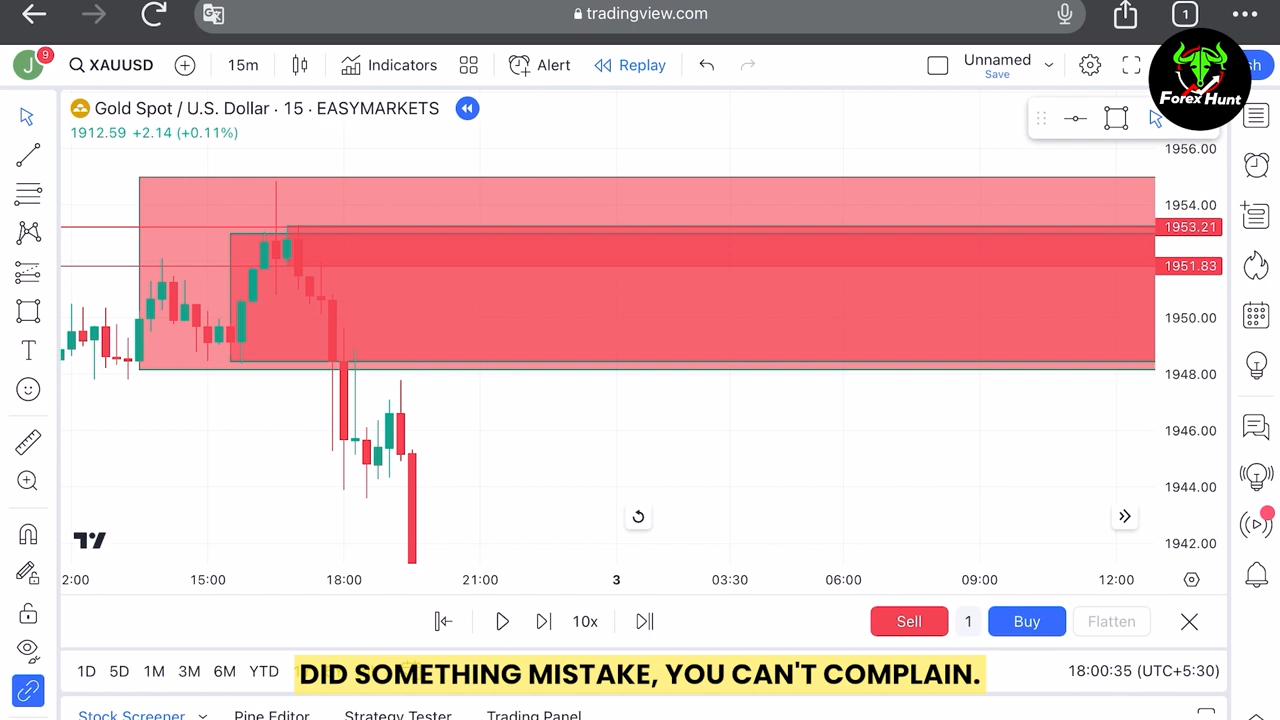 tradingview.com
1
J
9
XAUUSD
15m
Indicators
Alert
Replay
Unnamed
Save
Forex Hunt
Gold Spot / U.S. Dollar · 15 · EASYMARKETS
1912.59 +2.14 (+0.11%)
1956.00
1954.00
1953.21
1951.83
1950.00
1948.00
1946.00
1944.00
1942.00
2:00
15:00
18:00
21:00
3
03:30
06:00
09:00
12:00
10x
Sell
1
Buy
Flatten
1D 5D 1M 3M 6M YTD
DID SOMETHING MISTAKE, YOU CAN'T COMPLAIN.
18:00:35 (UTC+5:30)
Stock Screener
Pine Editor
Strategy Tester
Trading Panel